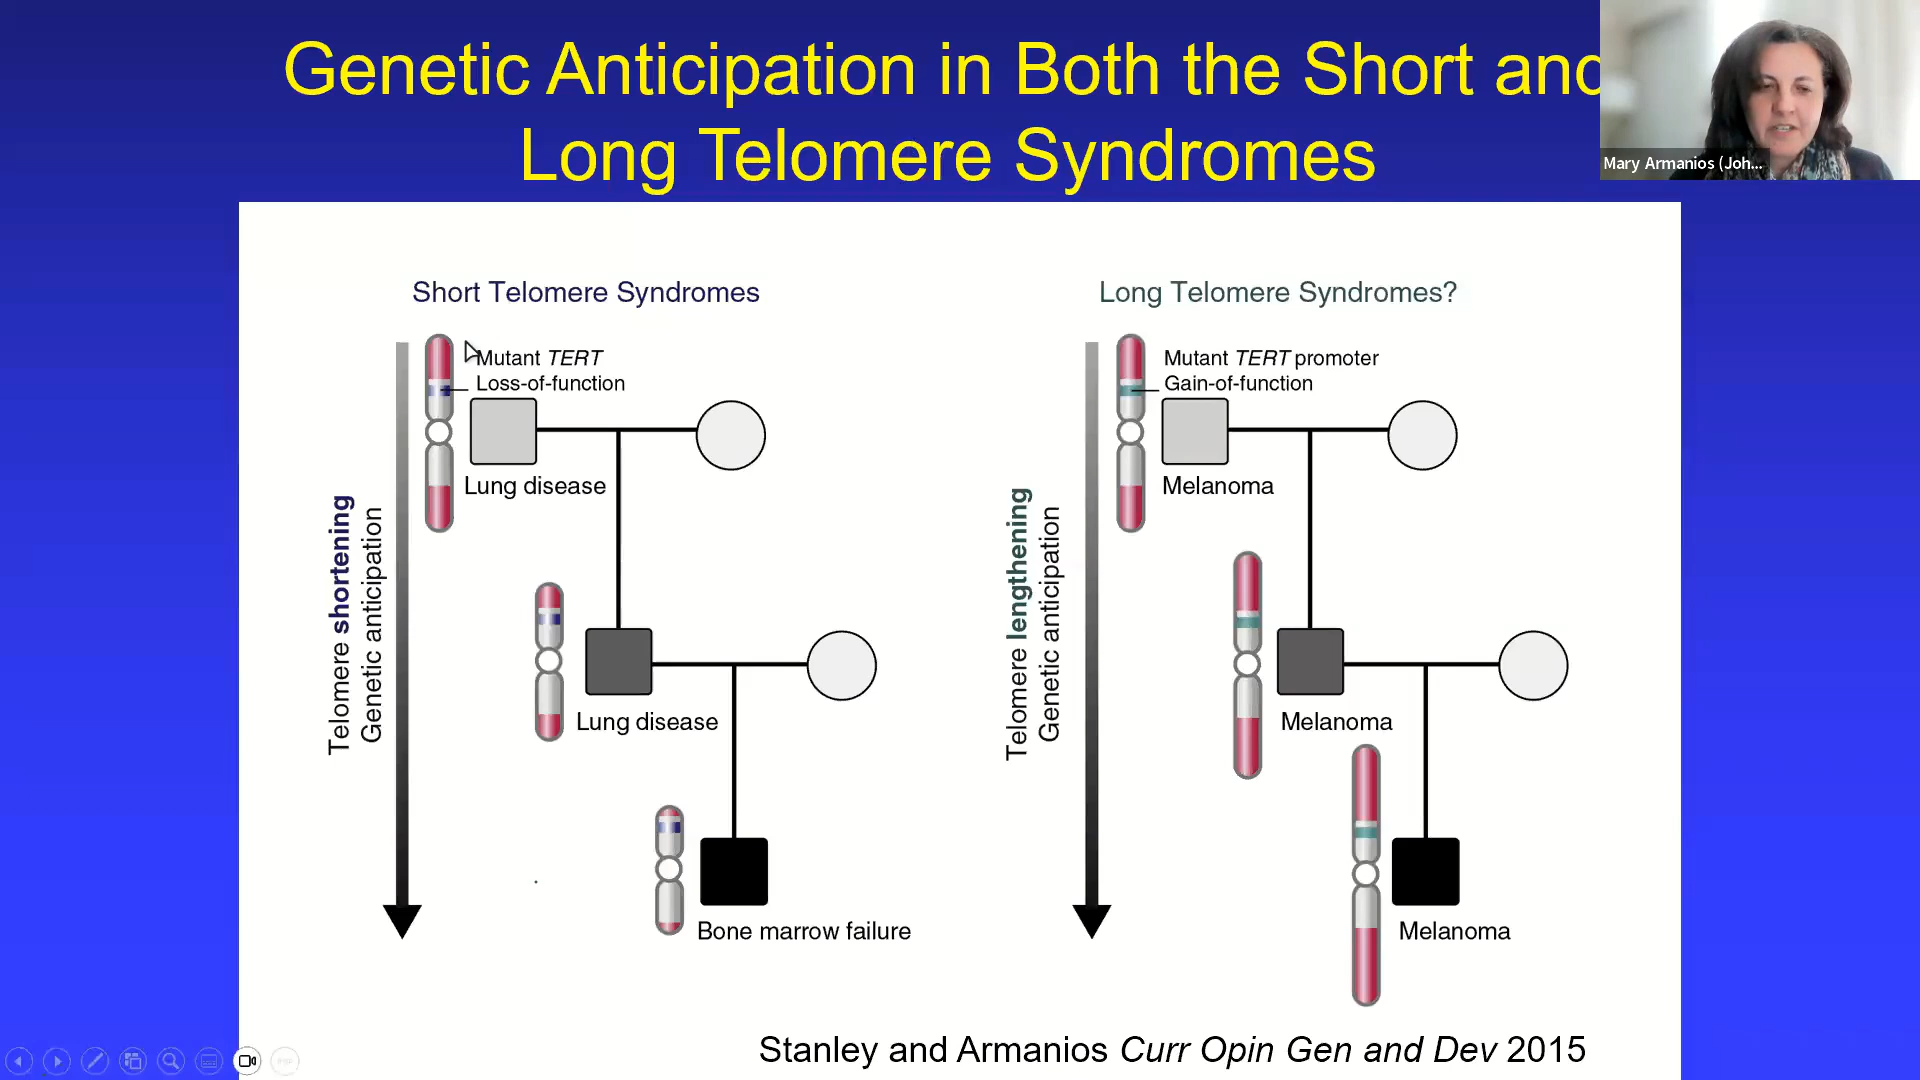 Genetic Anticipation in Both the Short and
Long Telomere Syndromes
Mary Armanios (Joh...
Short Telomere Syndromes
Mutant TERT
Loss-of-function
Lung disease
Telomere shortening
Genetic anticipation
Lung disease
Bone marrow failure
Long Telomere Syndromes?
Mutant TERT promoter
Gain-of-function
Melanoma
Telomere lengthening
Genetic anticipation
Melanoma
Melanoma
Stanley and Armanios Curr Opin Gen and Dev 2015